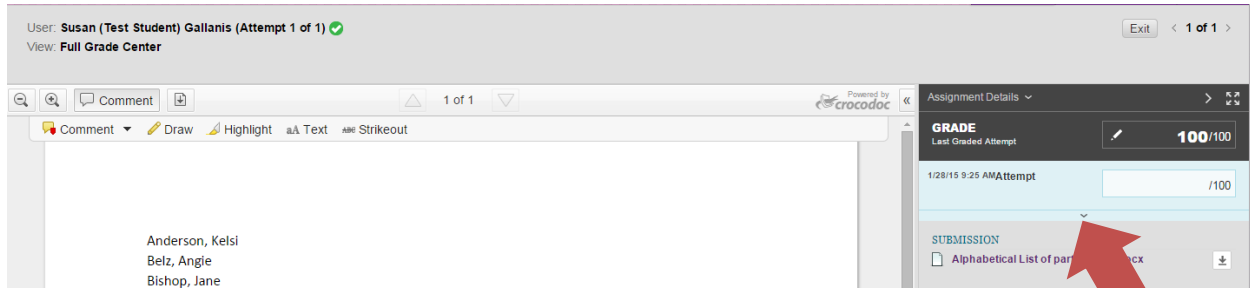 User: Susan (Test Student) Gallanis (Attempt 1 of 1)
View: Full Grade Center
Exit < 1 of 1 >
Comment
1 of 1
Powered by
crocodoc
«
Comment Draw Highlight aA Text ABC Strikeout
Anderson, Kelsi
Belz, Angie
Bishop, Jane
Assignment Details
GRADE
Last Graded Attempt
100/100
1/28/15 9:25 AM Attempt
/100
SUBMISSION
Alphabetical List of